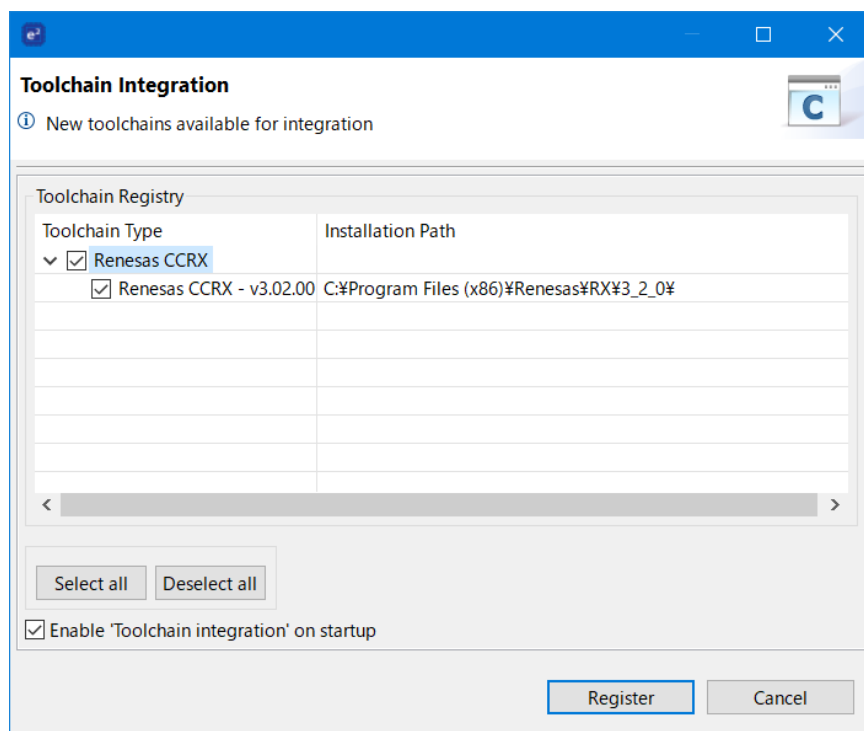 e²
Toolchain Integration
New toolchains available for integration
C
Toolchain Registry
Toolchain Type Installation Path
Renesas CCRX
Renesas CCRX - v3.02.00 C:¥Program Files (x86)¥Renesas¥RX¥3_2_0¥
Select all Deselect all
Enable 'Toolchain integration' on startup
Register Cancel